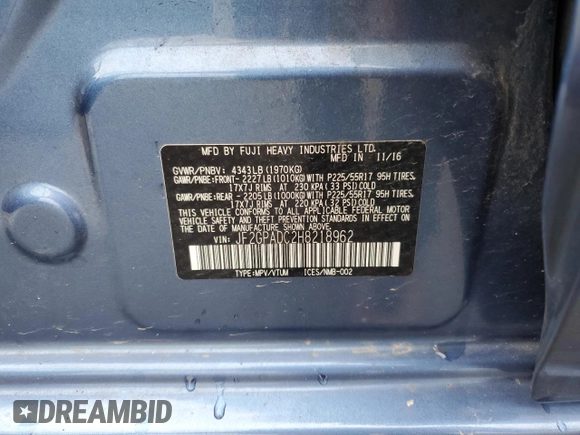 MFD BY FUJI HEAVY INDUSTRIES LTD.
MFD IN 11/16
GVWR/PNBV: 4343LB(1970KG)
GAWR/PNBE:FRONT- 2227LB(1010KG)WITH P225/55R17 95H TIRES,
17X7J RIMS AT 230 KPA(33 PSI)COLD
GAWR/PNBE:REAR - 2205LB(1000KG)WITH P225/55R17 95H TIRES,
17X7J RIMS AT 220 KPA(32 PSI)COLD
THIS VEHICLE CONFORMS TO ALL APPLICABLE FEDERAL MOTOR
VEHICLE SAFETY AND BUMPER STANDARDS IN EFFECT ON THE
DATE OF THE MANUFACTURE SHOWN ABOVE.
VIN: JF2GPADC2H8218962
TYPE:MPV/VTUM ICES/NMB-002
DREAMBID